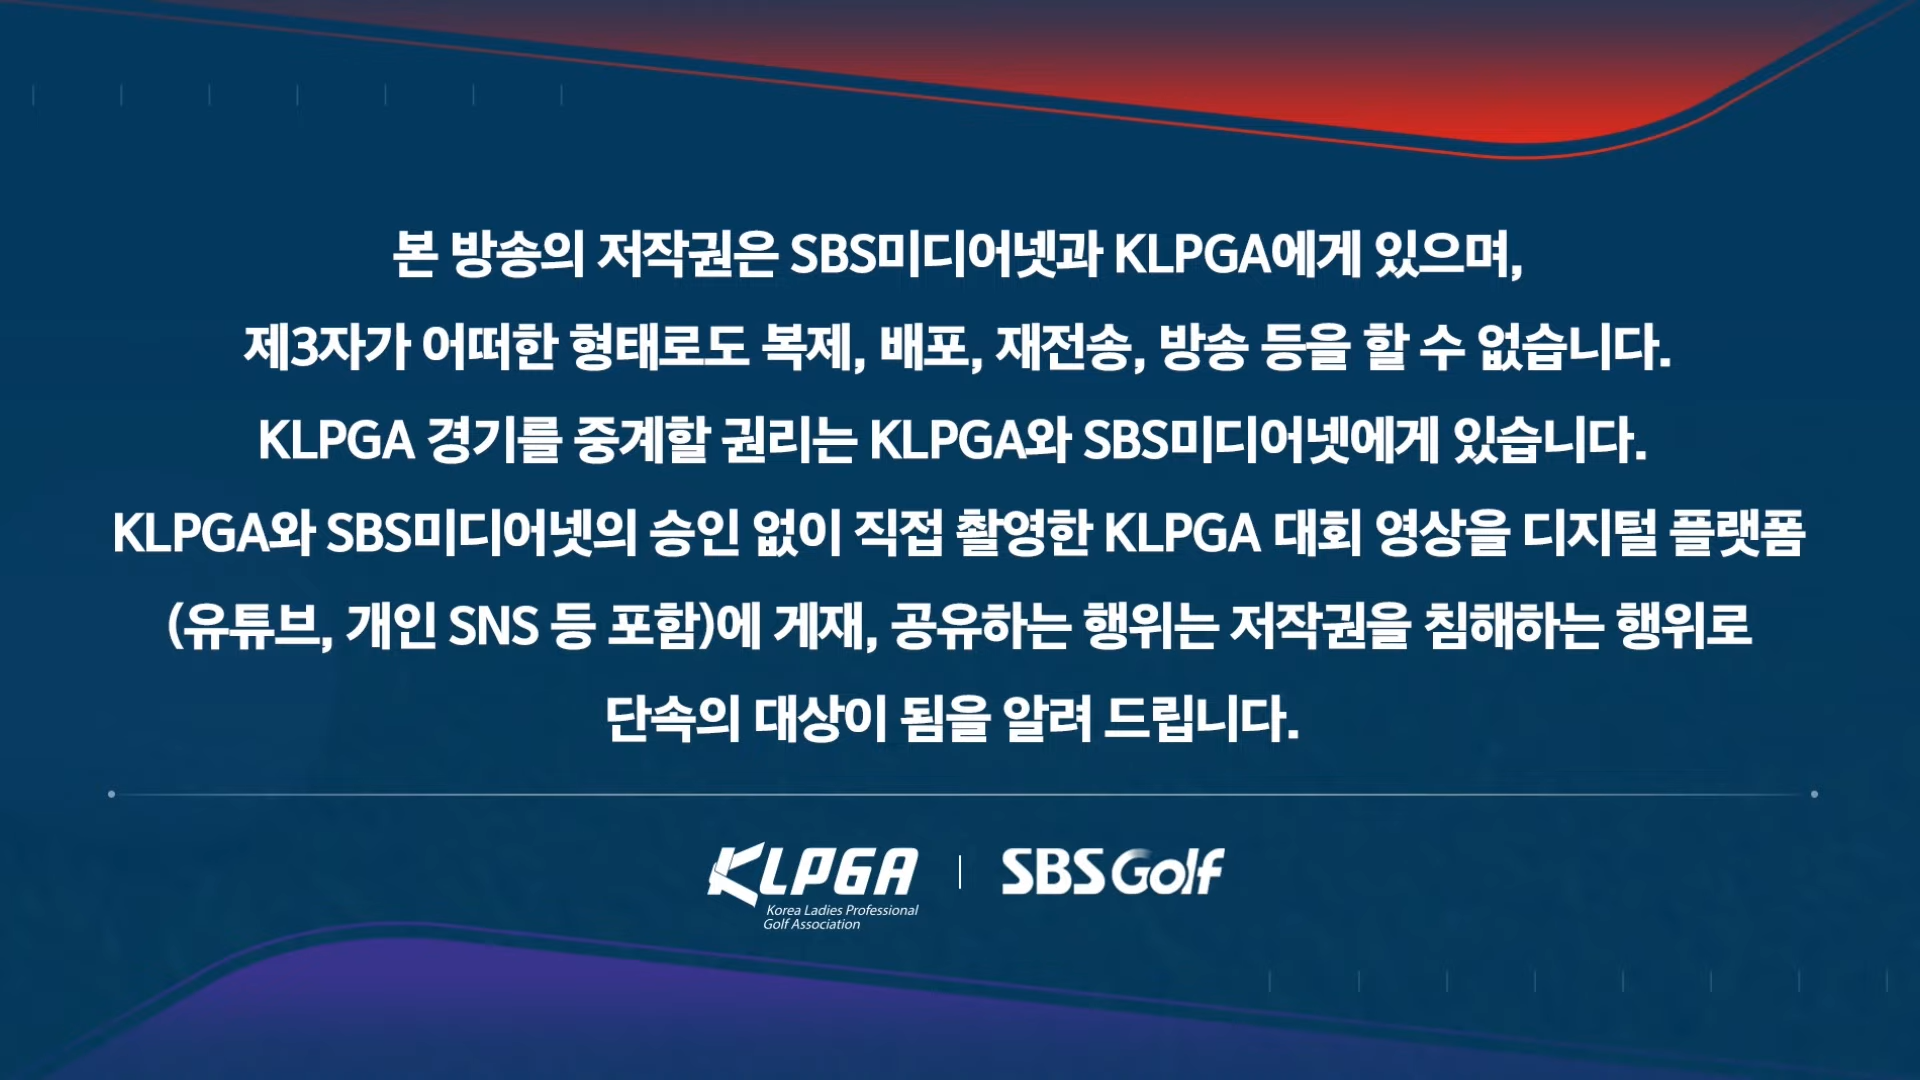 본 방송의 저작권은 SBS미디어넷과 KLPGA에게 있으며,
제3자가 어떠한 형태로도 복제, 배포, 재전송, 방송 등을 할 수 없습니다.
KLPGA 경기를 중계할 권리는 KLPGA와 SBS미디어넷에게 있습니다.
KLPGA와 SBS미디어넷의 승인 없이 직접 촬영한 KLPGA 대회 영상을 디지털 플랫폼
(유튜브, 개인 SNS 등 포함)에 게재, 공유하는 행위는 저작권을 침해하는 행위로
단속의 대상이 됨을 알려 드립니다.
KLPGA
Korea Ladies Professional
Golf Association
SBS Golf